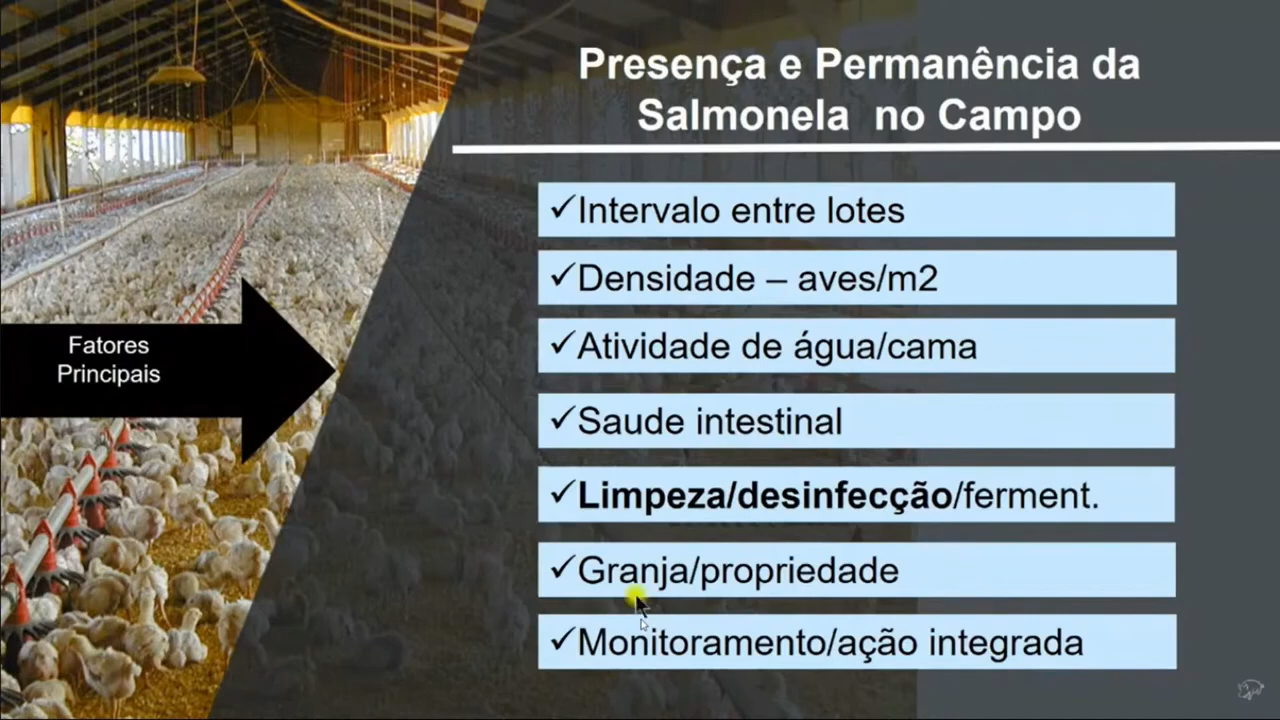 Presença e Permanência da
Salmonela no Campo
Fatores
Principais
✓Intervalo entre lotes
✓Densidade – aves/m2
✓Atividade de água/cama
✓Saude intestinal
✓Limpeza/desinfecção/ferment.
✓Granja/propriedade
✓Monitoramento/ação integrada